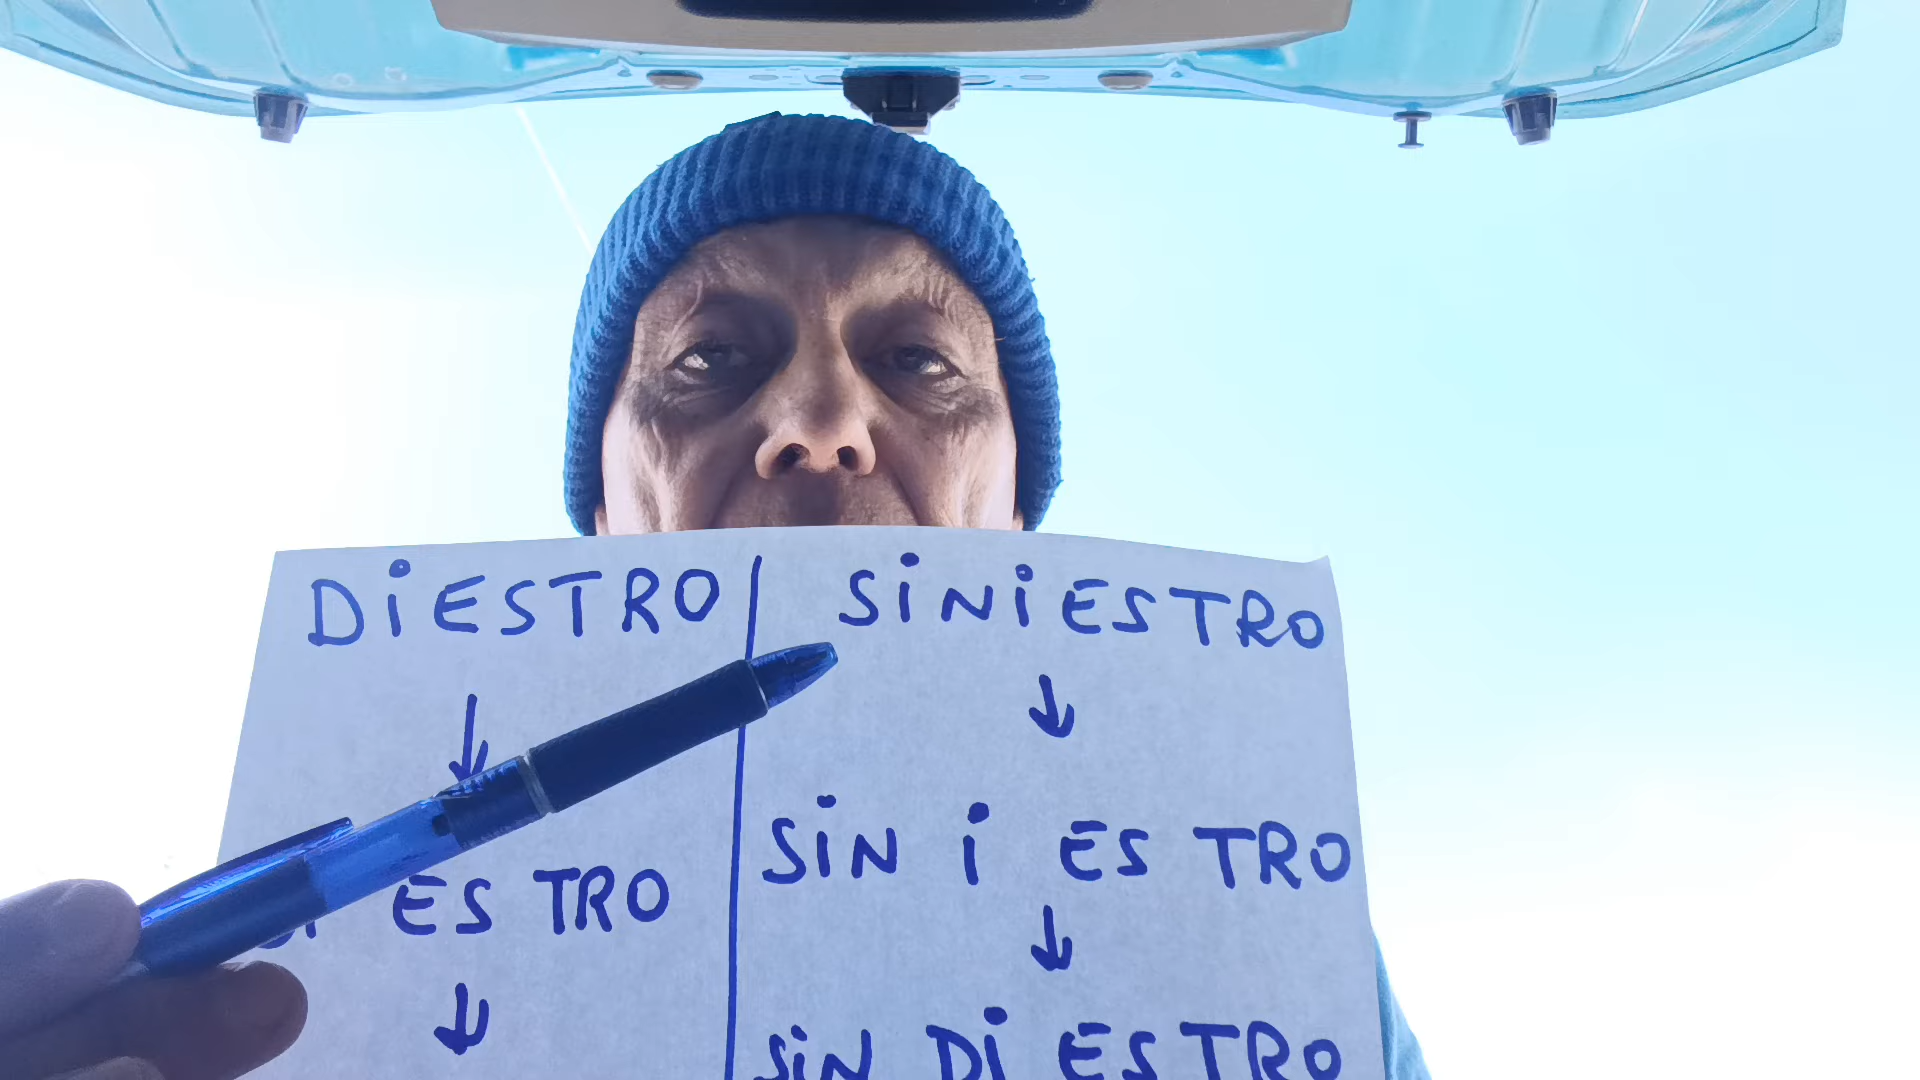 DiESTRO
SiNiESTRO
ES TRO
SiN i ES TRO
SiN Di ESTRO